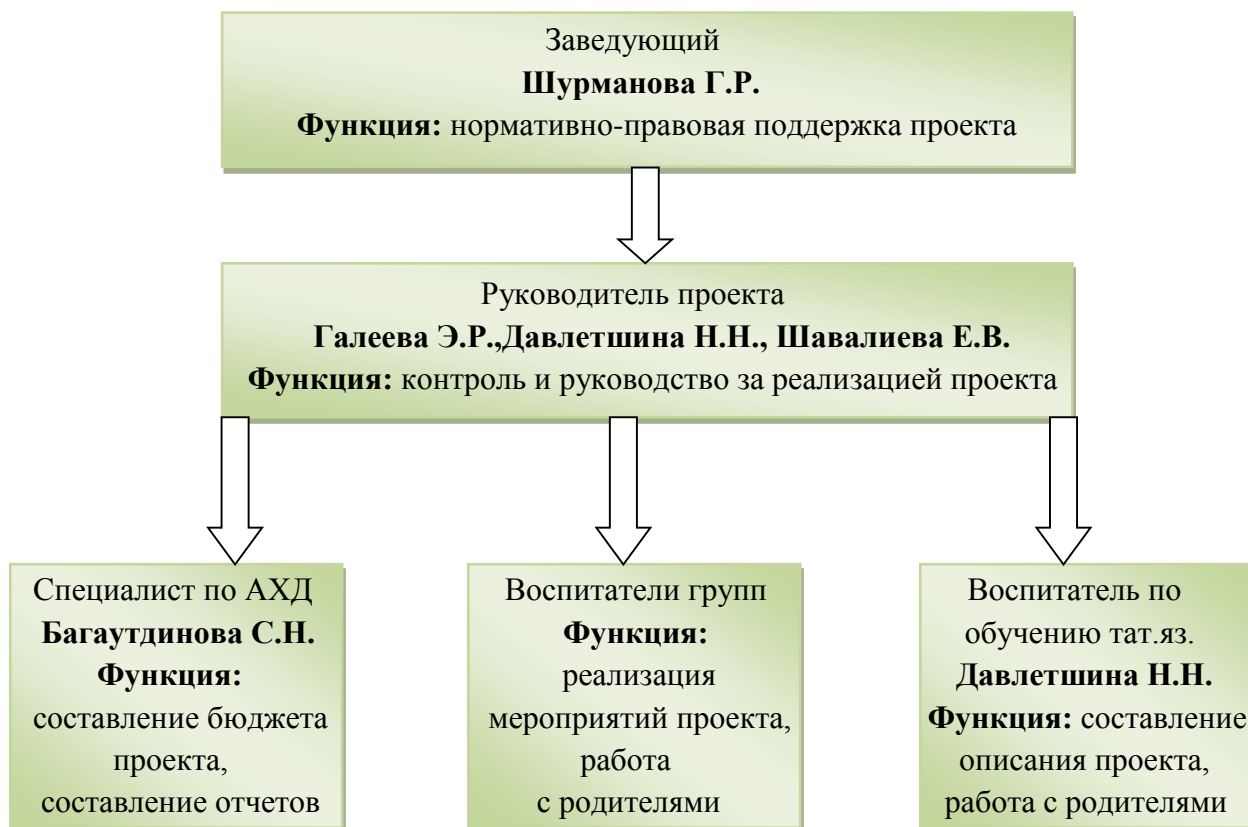 Заведующий
Шурманова Г.Р.
Функция: нормативно-правовая поддержка проекта
Руководитель проекта
Галеева Э.Р.,Давлетшина Н.Н., Шавалиева Е.В.
Функция: контроль и руководство за реализацией проекта
Специалист по АХД
Багаутдинова С.Н.
Функция:
составление бюджета
проекта,
составление отчетов
Воспитатели групп
Функция:
реализация
мероприятий проекта,
работа
с родителями
Воспитатель по
обучению тат.яз.
Давлетшина Н.Н.
Функция: составление
описания проекта,
работа с родителями